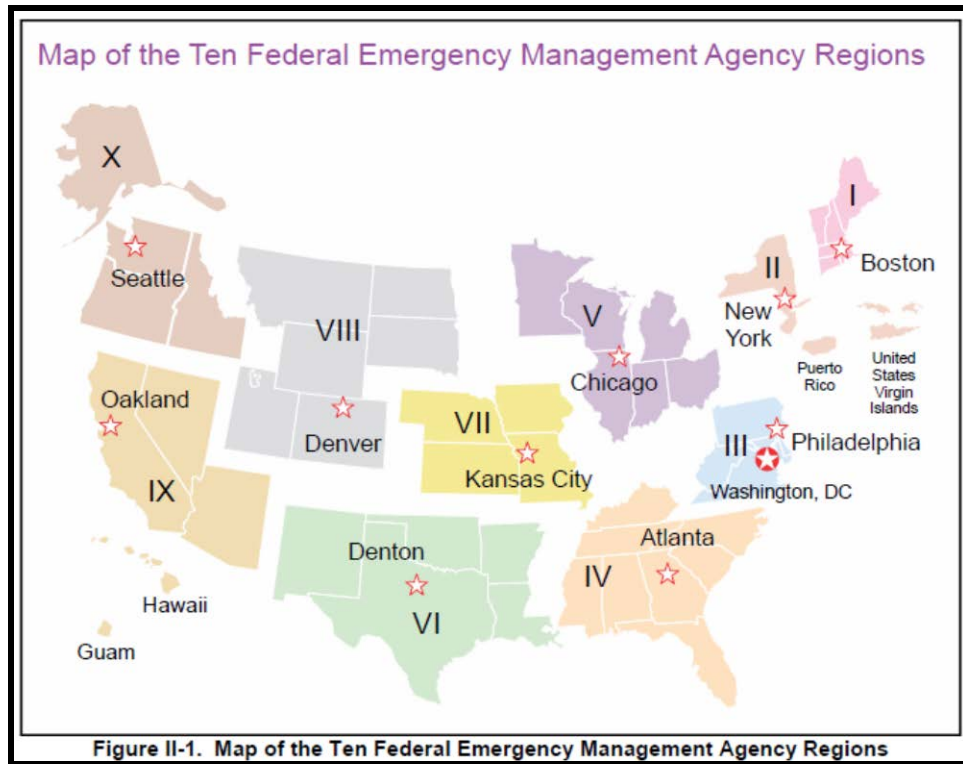 Map of the Ten Federal Emergency Management Agency Regions
X
I
Seattle
Boston
II
VIII
V
New
York
Puerto
Rico
United
States
Virgin
Islands
Chicago
Oakland
Denver
VII
Kansas City
III
Philadelphia
Washington, DC
IX
Denton
VI
Atlanta
IV
Hawaii
Guam
Figure II-1. Map of the Ten Federal Emergency Management Agency Regions